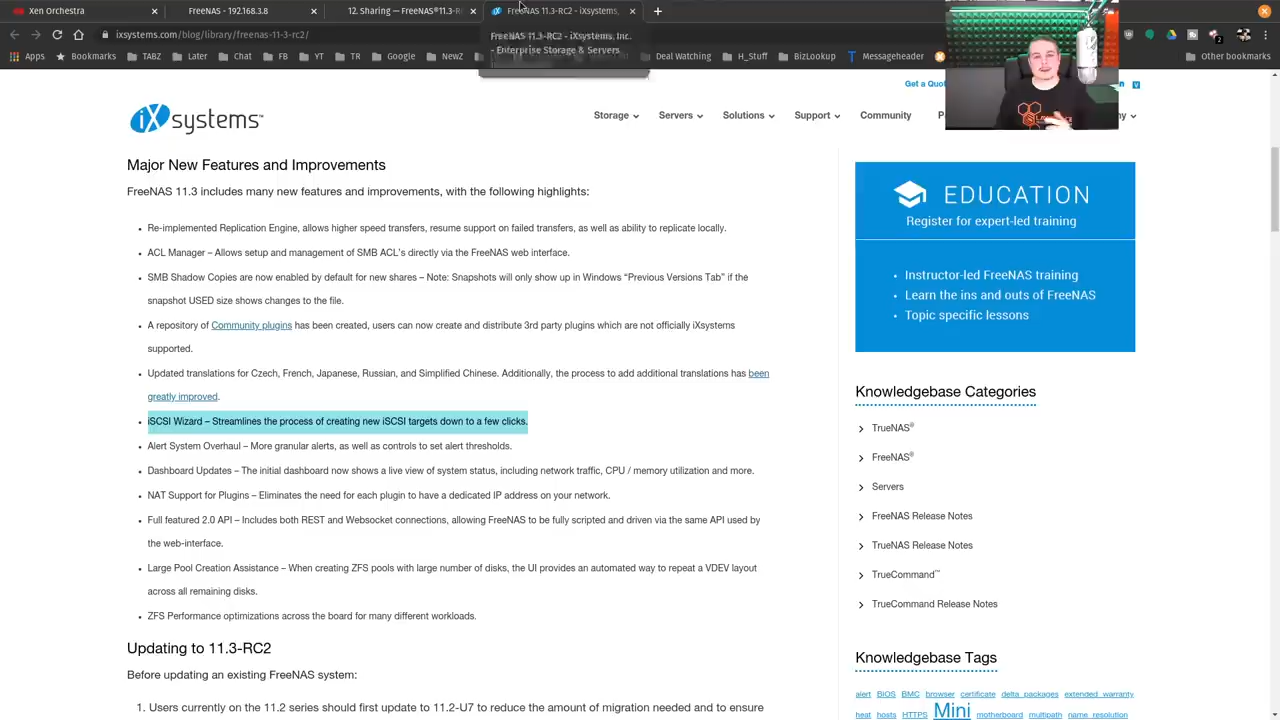 Xen Orchestra
FreeNAS - 192.168.3.8
Sharing — FreeNAS®11.3
FreeNAS 11.3-RC2 - iXsystems,
ixsystems.com/blog/library/freenas-11-3-rc2/
FreeNAS 11.3-RC2 - iXsystems, Inc.
- Enterprise Storage & Servers
Apps
Bookmarks
TABZ
Later
NewZ
Deal Watching
H_Stuff
BizLookup
Messageheader
Other bookmarks
Get a Quot
iXsystems
Storage
Servers
Solutions
Support
Community
Major New Features and Improvements
FreeNAS 11.3 includes many new features and improvements, with the following highlights:
Re-implemented Replication Engine, allows higher speed transfers, resume support on failed transfers, as well as ability to replicate locally.
ACL Manager – Allows setup and management of SMB ACL's directly via the FreeNAS web interface.
SMB Shadow Copies are now enabled by default for new shares – Note: Snapshots will only show up in Windows “Previous Versions Tab” if the
snapshot USED size shows changes to the file.
A repository of Community plugins has been created, users can now create and distribute 3rd party plugins which are not officially iXsystems
supported.
Updated translations for Czech, French, Japanese, Russian, and Simplified Chinese. Additionally, the process to add additional translations has been
greatly improved.
iSCSI Wizard – Streamlines the process of creating new iSCSI targets down to a few clicks.
Alert System Overhaul – More granular alerts, as well as controls to set alert thresholds.
Dashboard Updates – The initial dashboard now shows a live view of system status, including network traffic, CPU / memory utilization and more.
NAT Support for Plugins – Eliminates the need for each plugin to have a dedicated IP address on your network.
Full featured 2.0 API – Includes both REST and Websocket connections, allowing FreeNAS to be fully scripted and driven via the same API used by
the web-interface.
Large Pool Creation Assistance – When creating ZFS pools with large number of disks, the UI provides an automated way to repeat a VDEV layout
across all remaining disks.
ZFS Performance optimizations across the board for many different workloads.
Updating to 11.3-RC2
Before updating an existing FreeNAS system:
1. Users currently on the 11.2 series should first update to 11.2-U7 to reduce the amount of migration needed and to ensure
EDUCATION
Register for expert-led training
Instructor-led FreeNAS training
Learn the ins and outs of FreeNAS
Topic specific lessons
Knowledgebase Categories
TrueNAS®
FreeNAS®
Servers
FreeNAS Release Notes
TrueNAS Release Notes
TrueCommand™
TrueCommand Release Notes
Knowledgebase Tags
alert BIOS BMC browser certificate delta packages extended warranty
heat hosts HTTPS Mini motherboard multipath name resolution